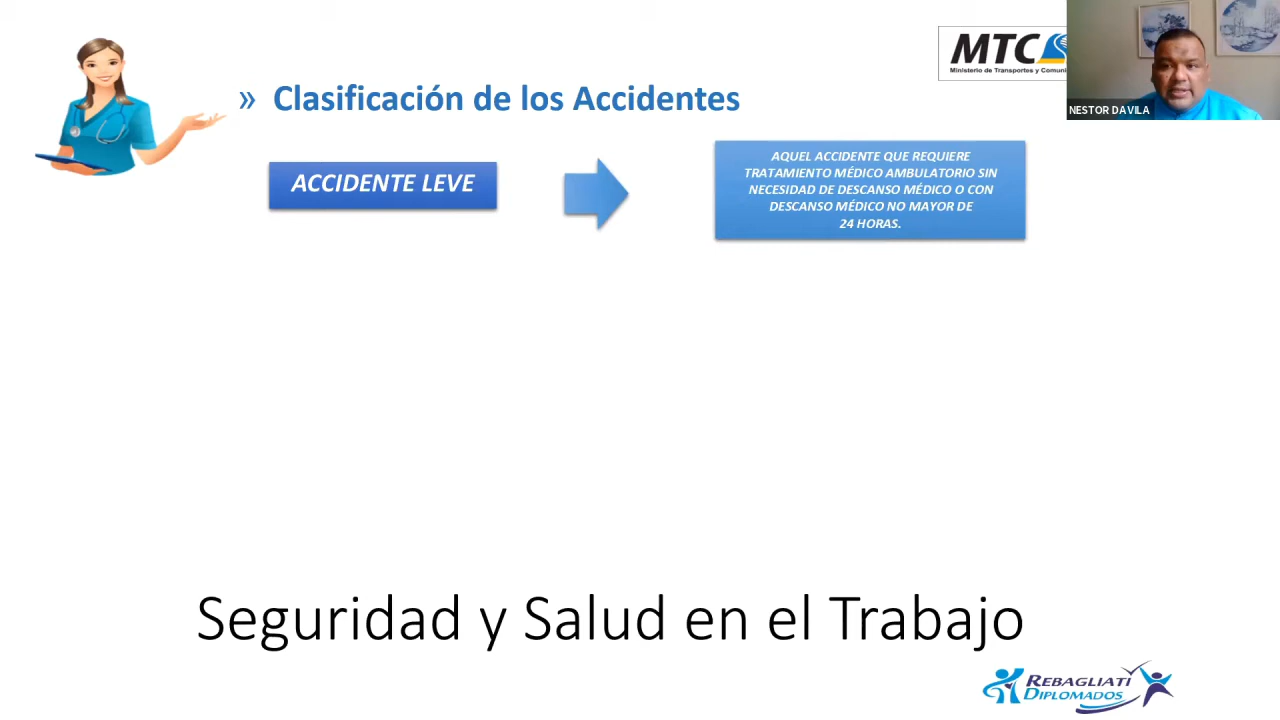 MTC
Ministerio de Transportes y Comuni
NESTOR DAVILA
» Clasificación de los Accidentes
ACCIDENTE LEVE
AQUEL ACCIDENTE QUE REQUIERE
TRATAMIENTO MÉDICO AMBULATORIO SIN
NECESIDAD DE DESCANSO MÉDICO O CON
DESCANSO MÉDICO NO MAYOR DE
24 HORAS.
Seguridad y Salud en el Trabajo
REBAGLIATI
DIPLOMADOS